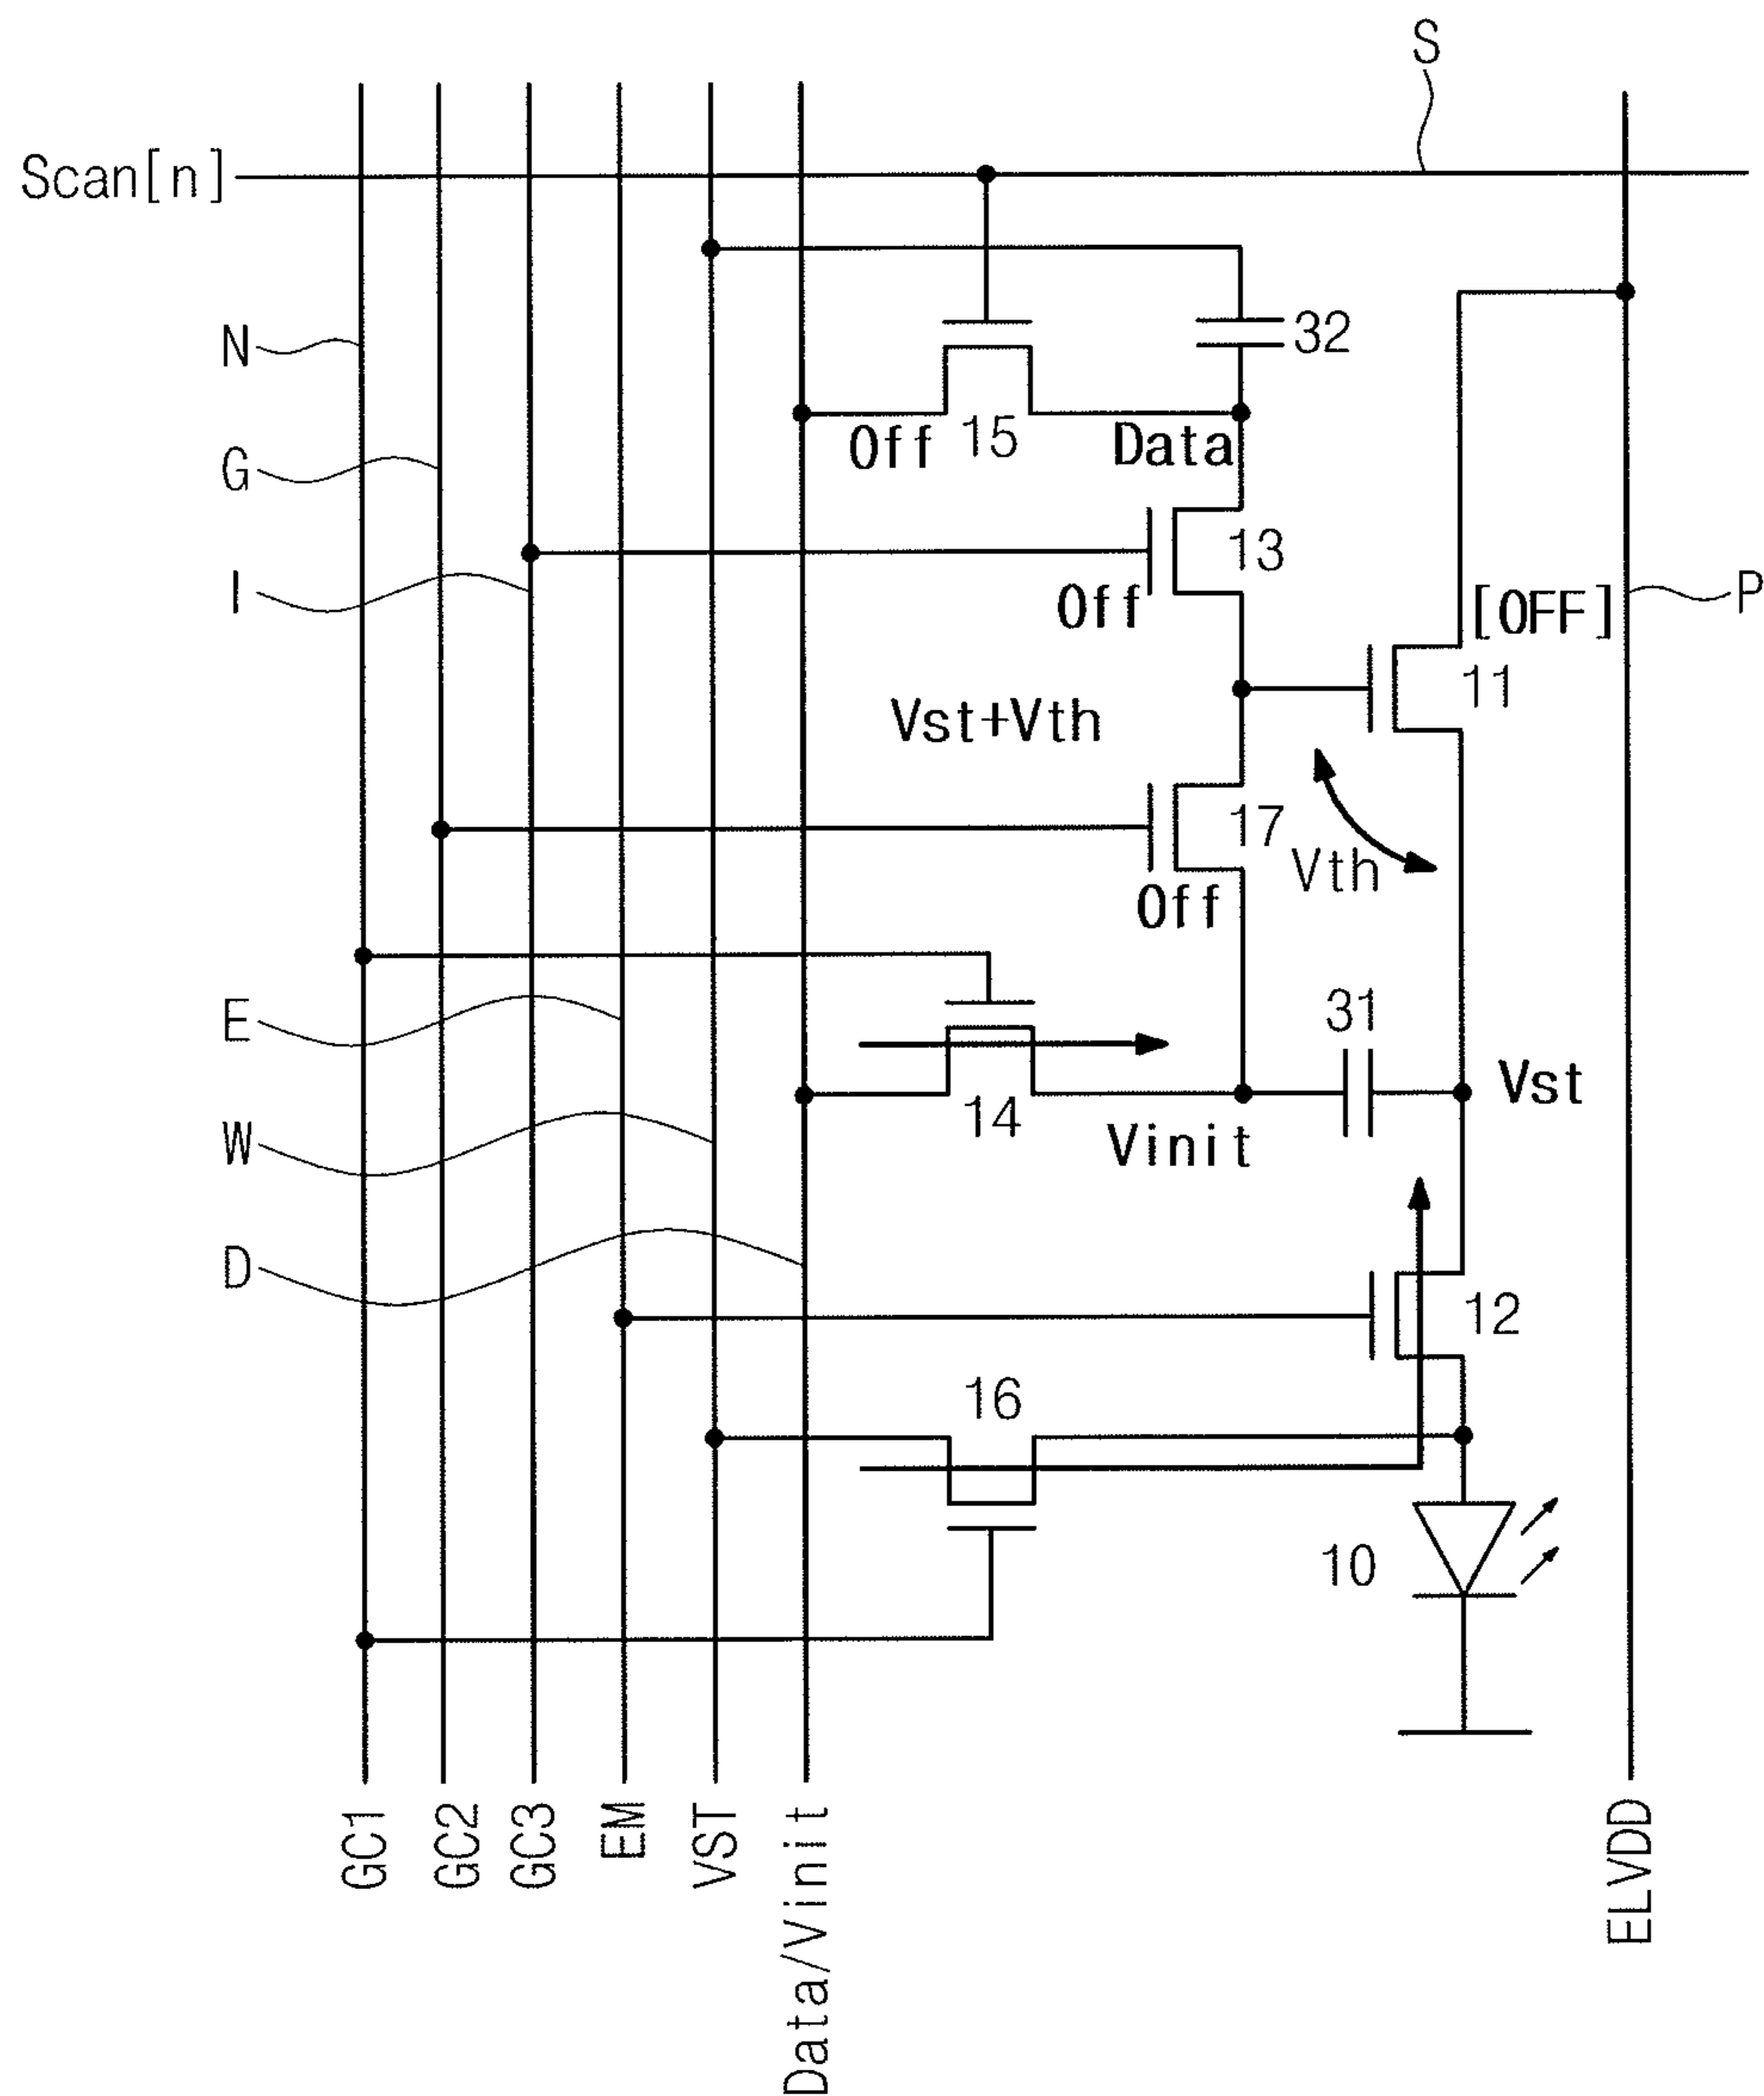 S
Scan[n]
N
32
Off
15
Data
G
13
Off
I
[OFF]
P
11
Vst+Vth
17
Vth
Off
E
31
14
Vst
W
Vinit
D
12
16
10
GC1
GC2
GC3
EM
VST
Data/Vinit
ELVDD